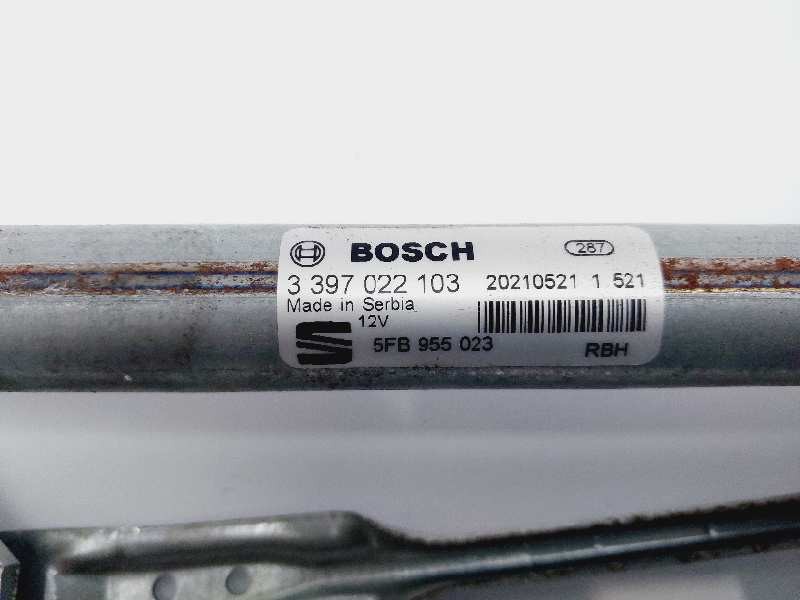 BOSCH 287
3 397 022 103 20210521 1 521
Made in Serbia
12V
5FB 955 023 RBH